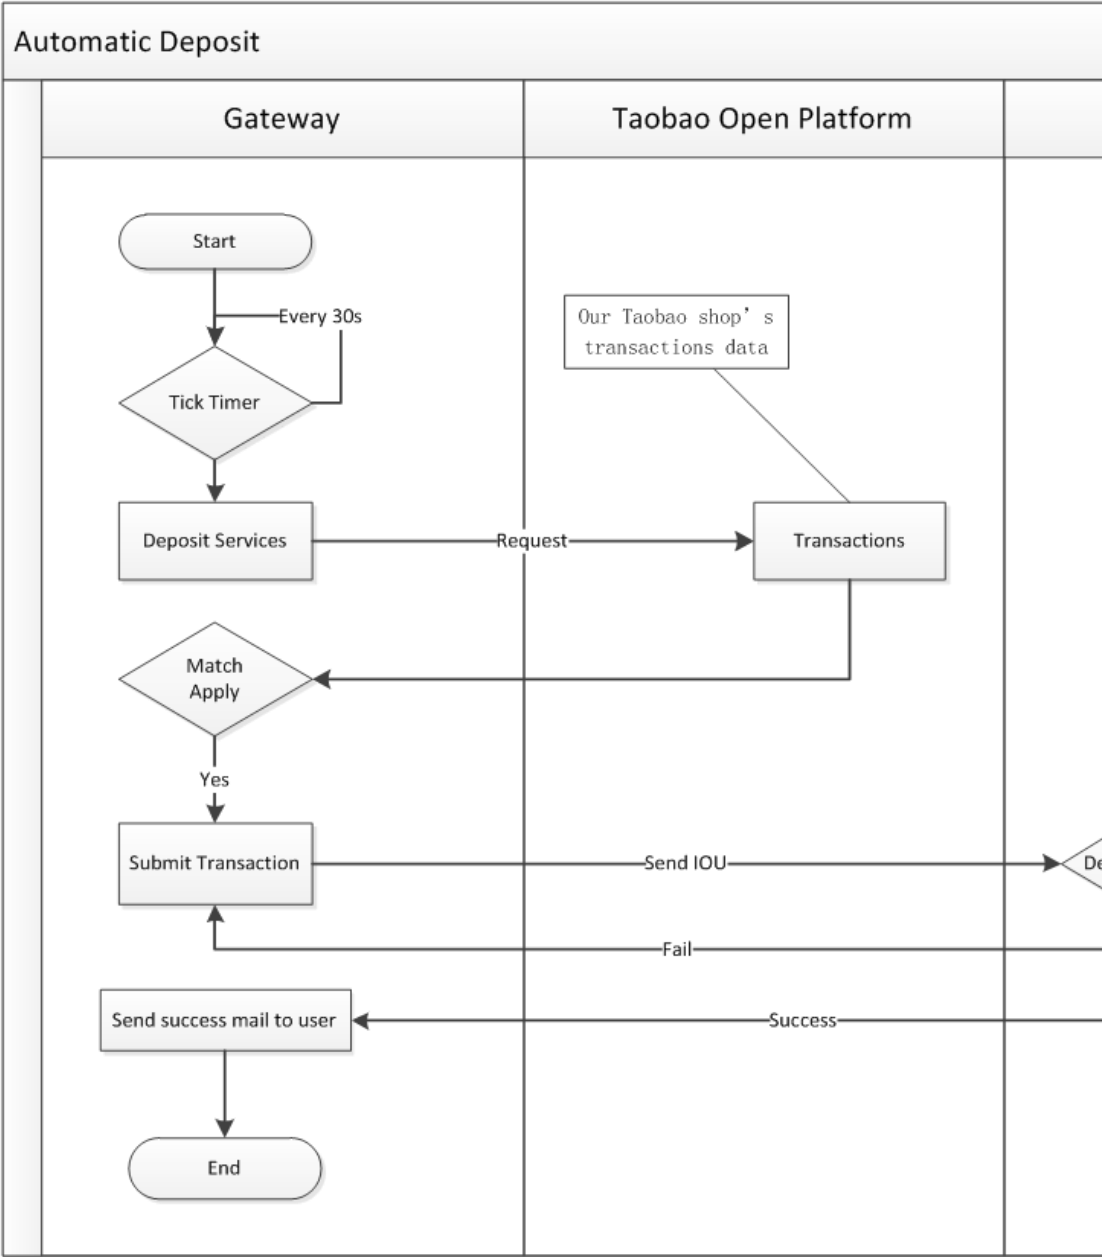 Automatic Deposit
Gateway
Taobao Open Platform
Start
Every 30s
Our Taobao shop’s
transactions data
Tick Timer
Deposit Services
Request
Transactions
Match
Apply
Yes
Submit Transaction
Send IOU
Fail
Send success mail to user
Success
End